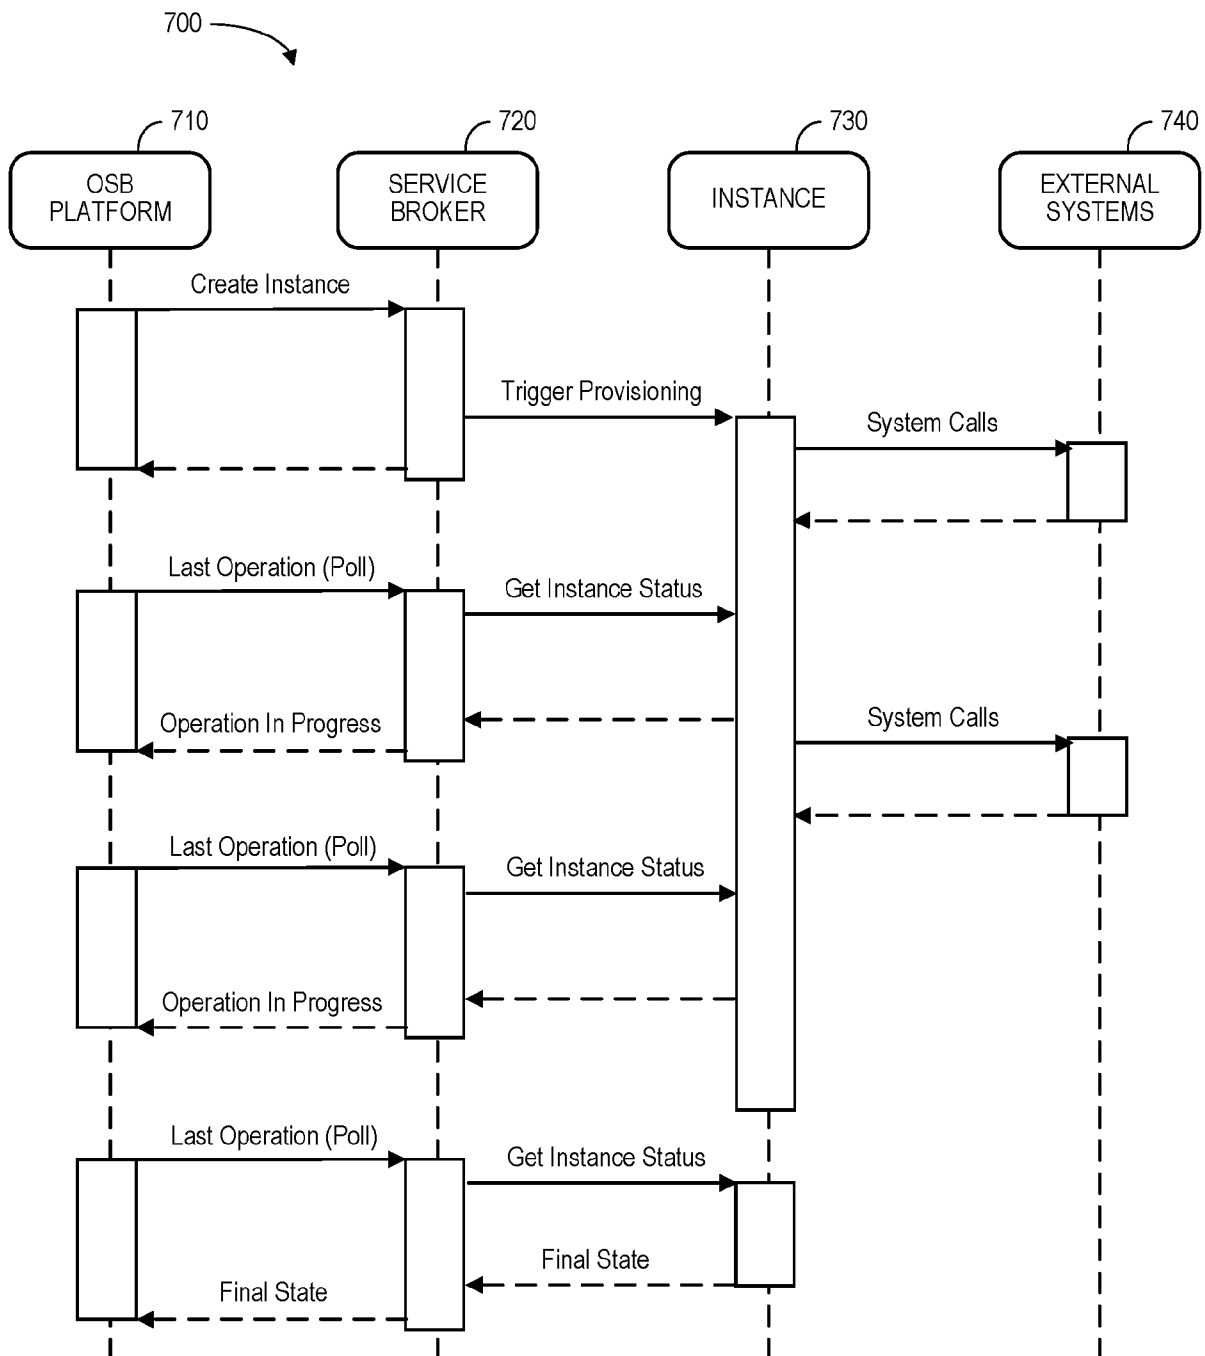 700
710
720
730
740
OSB
PLATFORM
SERVICE
BROKER
INSTANCE
EXTERNAL
SYSTEMS
Create Instance
Trigger Provisioning
System Calls
Last Operation (Poll)
Get Instance Status
Operation In Progress
System Calls
Last Operation (Poll)
Get Instance Status
Operation In Progress
Last Operation (Poll)
Get Instance Status
Final State
Final State